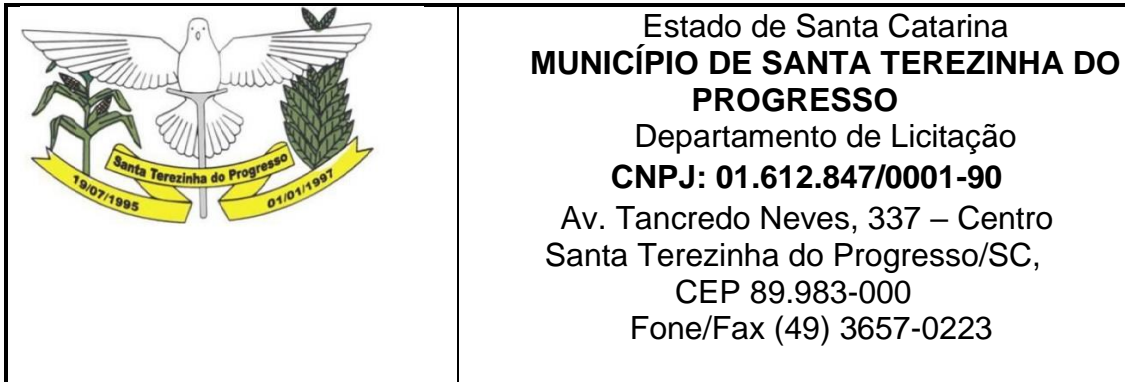 Santa Terezinha do Progresso
19/07/1995
01/01/1997
Estado de Santa Catarina
MUNICÍPIO DE SANTA TEREZINHA DO
PROGRESSO
Departamento de Licitação
CNPJ: 01.612.847/0001-90
Av. Tancredo Neves, 337 – Centro
Santa Terezinha do Progresso/SC,
CEP 89.983-000
Fone/Fax (49) 3657-0223